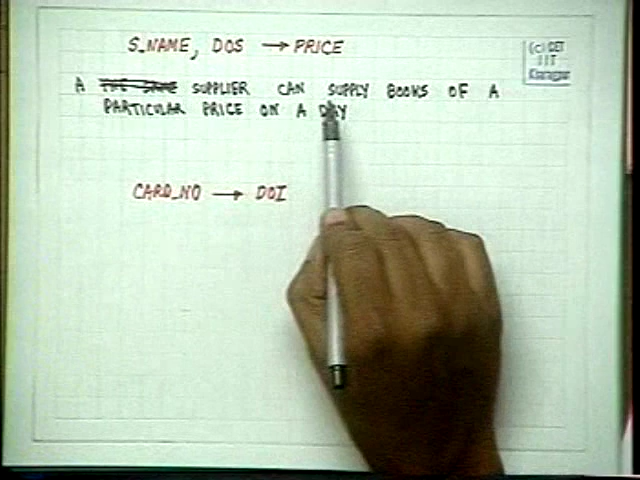 S_NAME, DOS → PRICE
(C) CET
IIT
Kharagpur
A THE SAME SUPPLIER CAN SUPPLY BOOKS OF A
PARTICULAR PRICE ON A DAY
CARD_NO → DOI